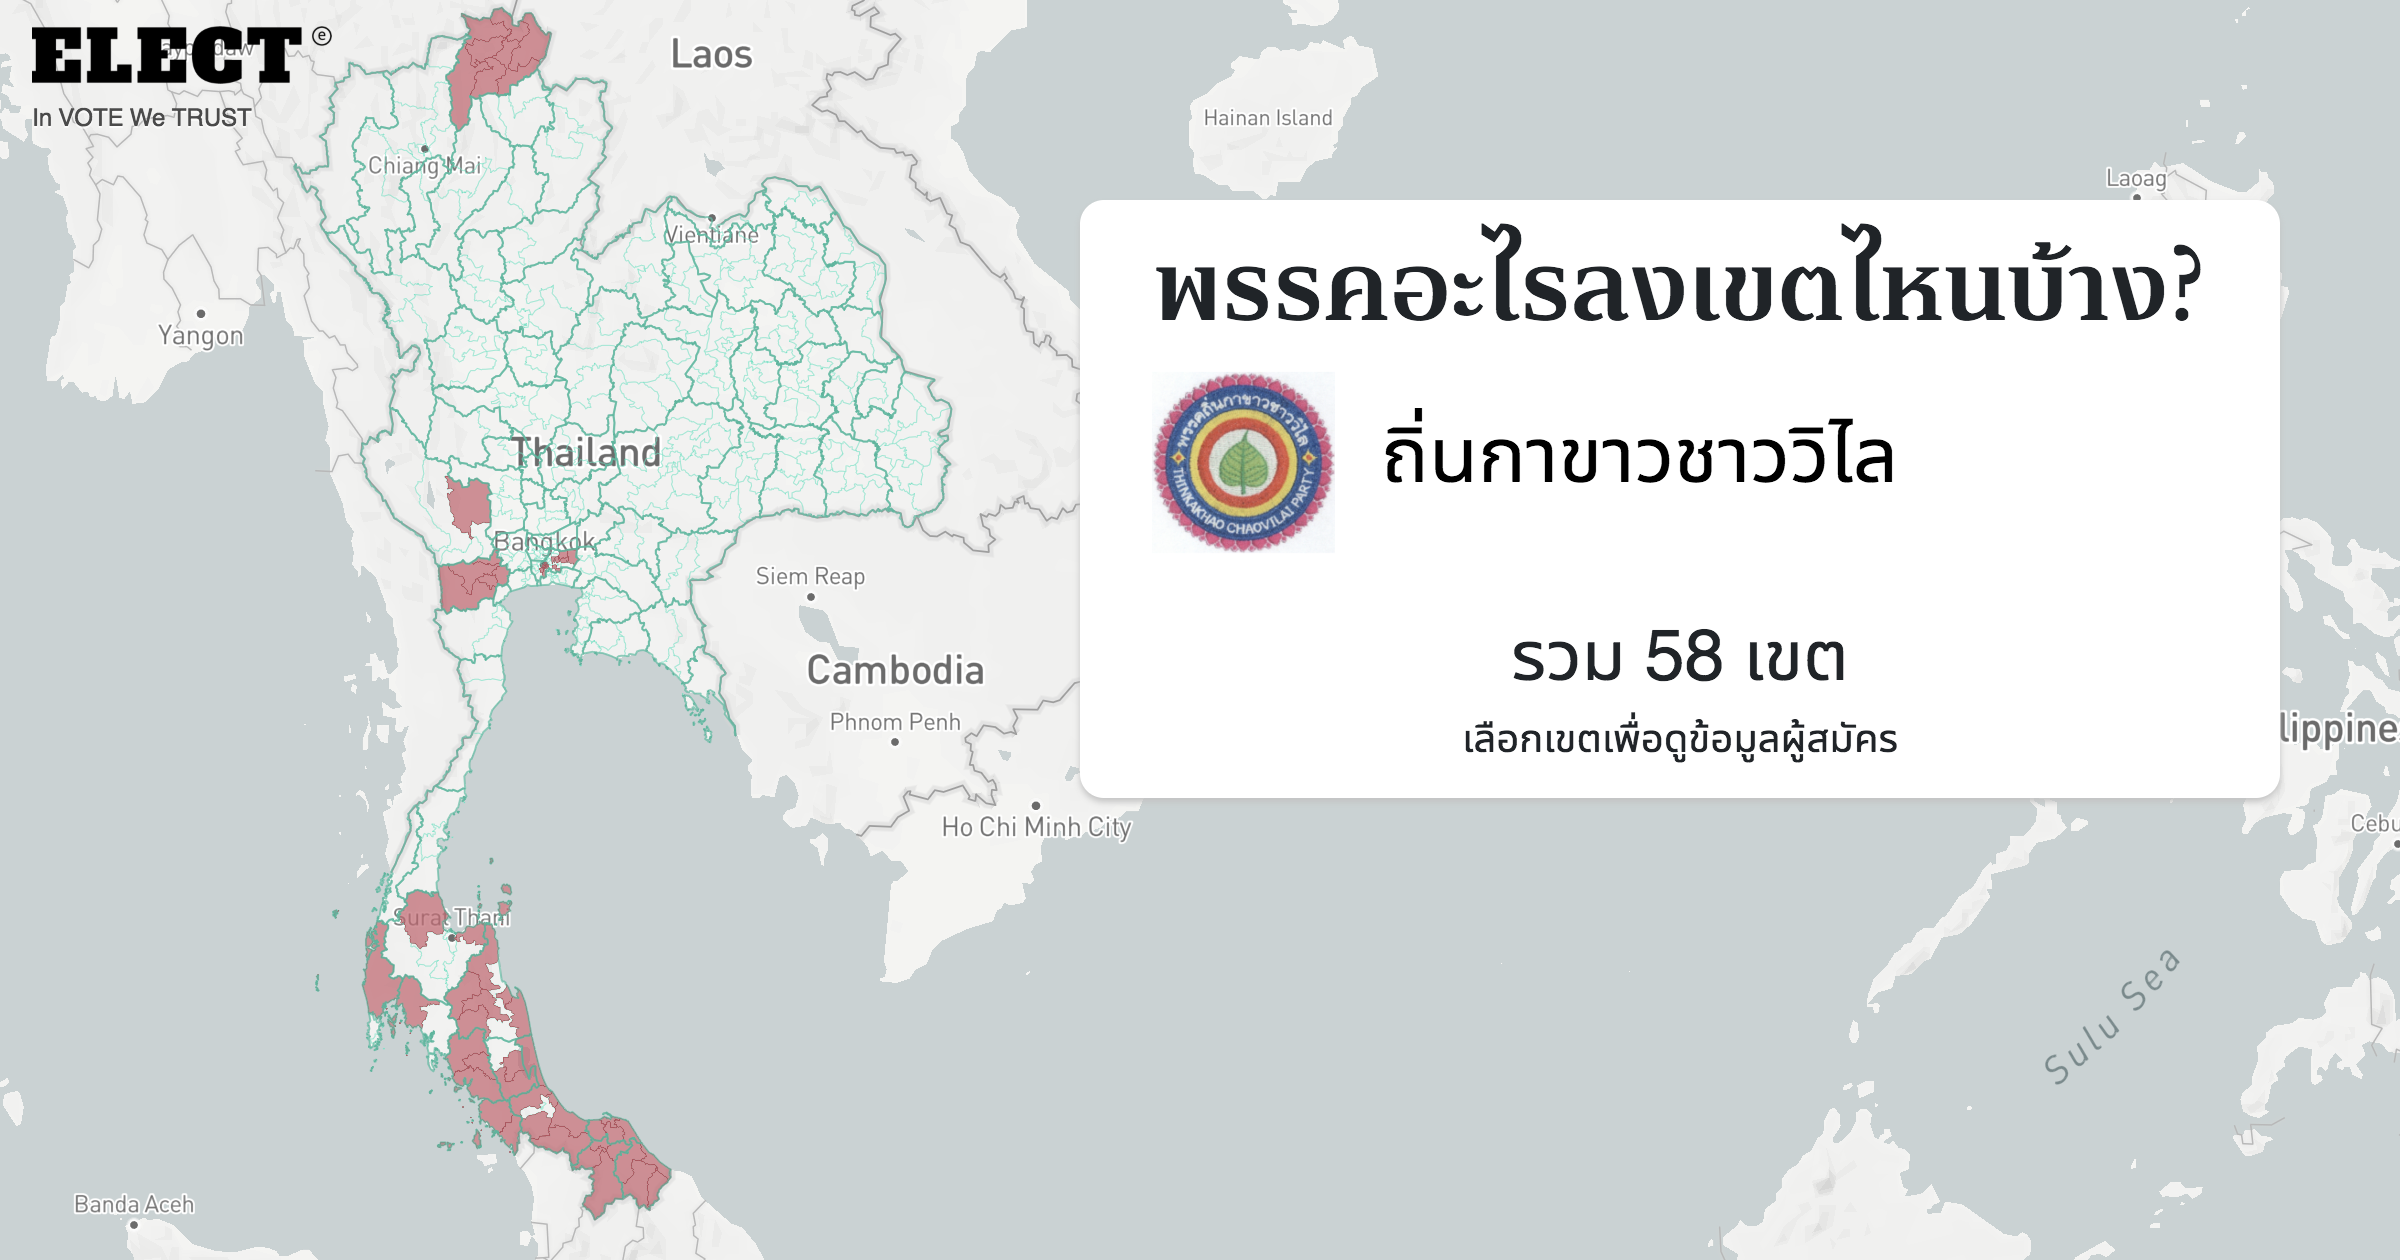 ELECT ⓔ
In VOTE We TRUST
Laos
Hainan Island
Chiang Mai
Laoag
Vientiane
พรรคอะไรลงเขตไหนบ้าง?
Yangon
พรรคถิ่นกาขาวชาววิไล
THINKAKHAO CHAOVILAI PARTY
ถิ่นกาขาวชาววิไล
Thailand
Bangkok
Siem Reap
รวม 58 เขต
Cambodia
Phnom Penh
lippine
เลือกเขตเพื่อดูข้อมูลผู้สมัคร
Ho Chi Minh City
Cebu
Surat Thani
Sulu Sea
Banda Aceh